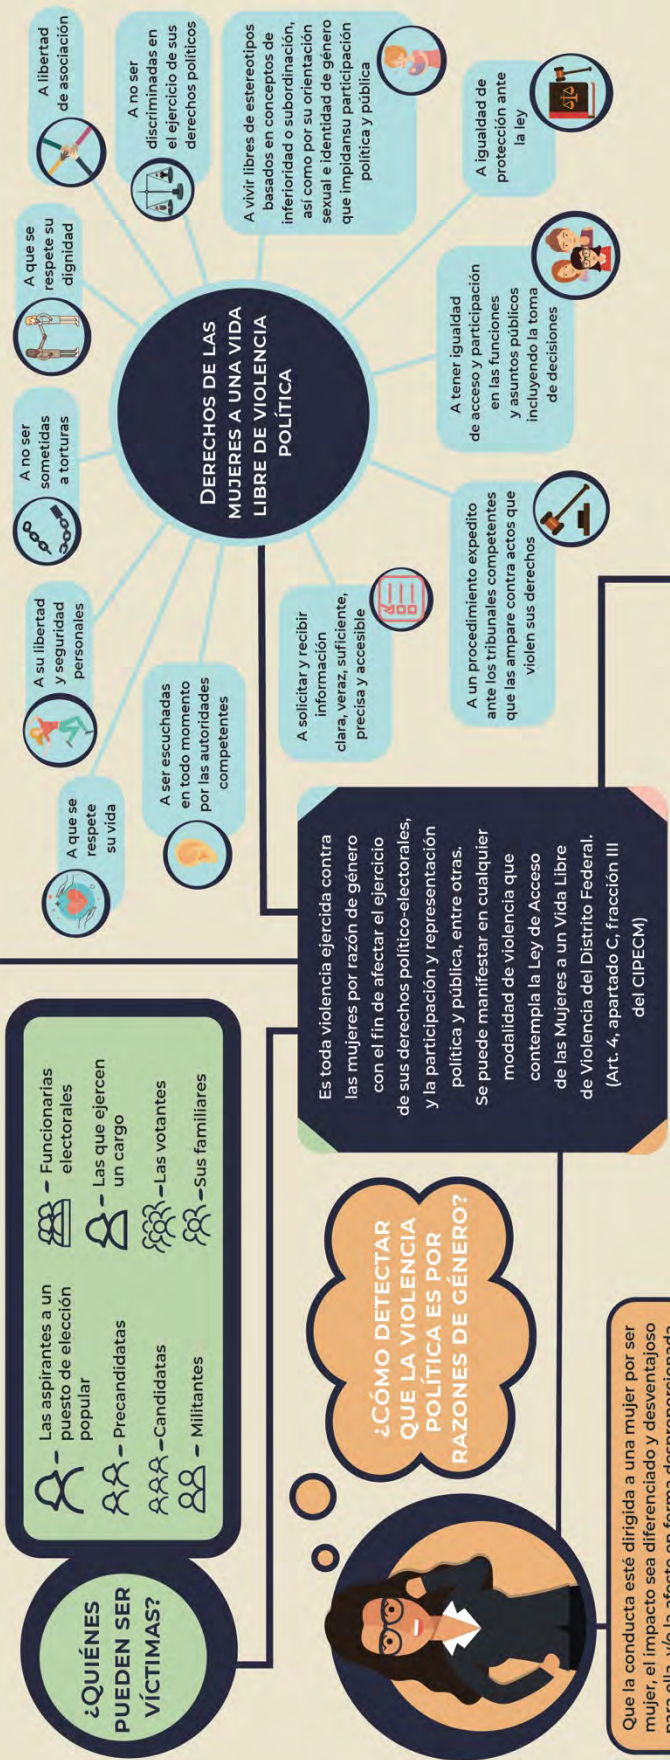 ¿QUIÉNES
PUEDEN SER
VÍCTIMAS?
Las aspirantes a un
puesto de elección
popular
Precandidatas
Candidatas
Militantes
Funcionarias
electorales
Las que ejercen
un cargo
Las votantes
Sus familiares
Es toda violencia ejercida contra
las mujeres por razón de género
con el fin de afectar el ejercicio
de sus derechos político-electorales,
y la participación y representación
política y pública, entre otras.
Se puede manifestar en cualquier
modalidad de violencia que
contempla la Ley de Acceso
de las Mujeres a un Vida Libre
de Violencia del Distrito Federal.
(Art. 4, apartado C, fracción III
del CIPECM)
DERECHOS DE LAS
MUJERES A UNA VIDA
LIBRE DE VIOLENCIA
POLÍTICA
A que se
respete
su vida
A su libertad
y seguridad
personales
A no ser
sometidas
a torturas
A que se
respete su
dignidad
A libertad
de asociación
A no ser
discriminadas en
el ejercicio de sus
derechos políticos
A vivir libres de estereotipos
basados en conceptos de
inferioridad o subordinación,
así como por su orientación
sexual e identidad de género
que impidansu participación
política y pública
A igualdad de
protección ante
la ley
A tener igualdad
de acceso y participación
en las funciones
y asuntos públicos
incluyendo la toma
de decisiones
A un procedimiento expedito
ante los tribunales competentes
que las ampare contra actos que
violen sus derechos
A solicitar y recibir
información
clara, veraz, suficiente,
precisa y accesible
A ser escuchadas
en todo momento
por las autoridades
competentes
¿CÓMO DETECTAR
QUE LA VIOLENCIA
POLÍTICA ES POR
RAZONES DE GÉNERO?
Que la conducta esté dirigida a una mujer por ser
mujer, el impacto sea diferenciado y desventajoso
para ella, y/o la afecte en forma desproporcionada